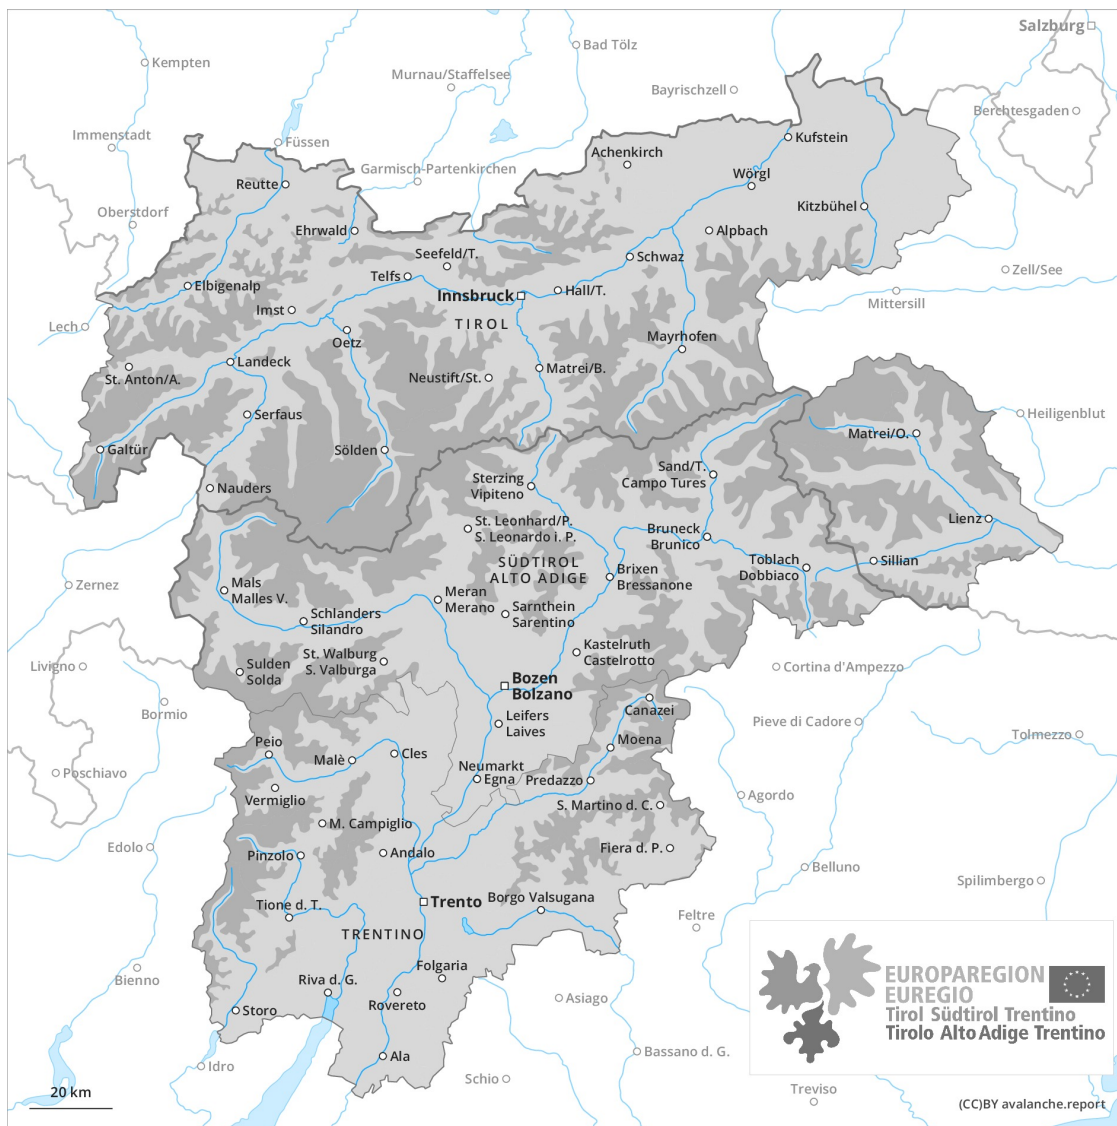 Salzburg
Bad Tölz
Kempten
Murnau/Staffelsee
Bayrischzell
Berchtesgaden
Immenstadt
Füssen
Kufstein
Achenkirch
Garmisch-Partenkirchen
Wörgl
Reutte
Kitzbühel
Oberstdorf
Ehrwald
Alpbach
Seefeld/T.
Schwaz
Telfs
Zell/See
Elbigenalp
Innsbruck
Hall/T.
Mittersill
Imst
Lech
TIROL
Oetz
Mayrhofen
Landeck
St. Anton/A.
Neustift/St.
Matrei/B.
Serfaus
Heiligenblut
Matrei/O.
Galtür
Sölden
Sand/T.
Campo Tures
Sterzing
Vipiteno
Nauders
Lienz
St. Leonhard/P.
S. Leonardo i. P.
Bruneck
Brunico
SÜDTIROL
ALTO ADIGE
Toblach
Dobbiaco
Sillian
Brixen
Bressanone
Zernez
Mals
Malles V.
Meran
Merano
Schlanders
Silandro
Sarnthein
Sarentino
Kastelruth
Castelrotto
St. Walburg
S. Valburga
Livigno
Sulden
Solda
Cortina d'Ampezzo
Bozen
Bolzano
Bormio
Canazei
Leifers
Laives
Pieve di Cadore
Tolmezzo
Peio
Moena
Malè
Cles
Poschiavo
Neumarkt
Egna
Predazzo
Vermiglio
Agordo
S. Martino d. C.
M. Campiglio
Edolo
Pinzolo
Andalo
Fiera d. P.
Belluno
Spilimbergo
Tione d. T.
Trento
Borgo Valsugana
Feltre
TRENTINO
Folgaria
Bienno
Riva d. G.
Rovereto
Asiago
Storo
EUROPAREGION
EUREGIO
Tirol Südtirol Trentino
Tirolo Alto Adige Trentino
Ala
Bassano d. G.
Idro
Schio
Treviso
20 km
(CC)BY avalanche.report